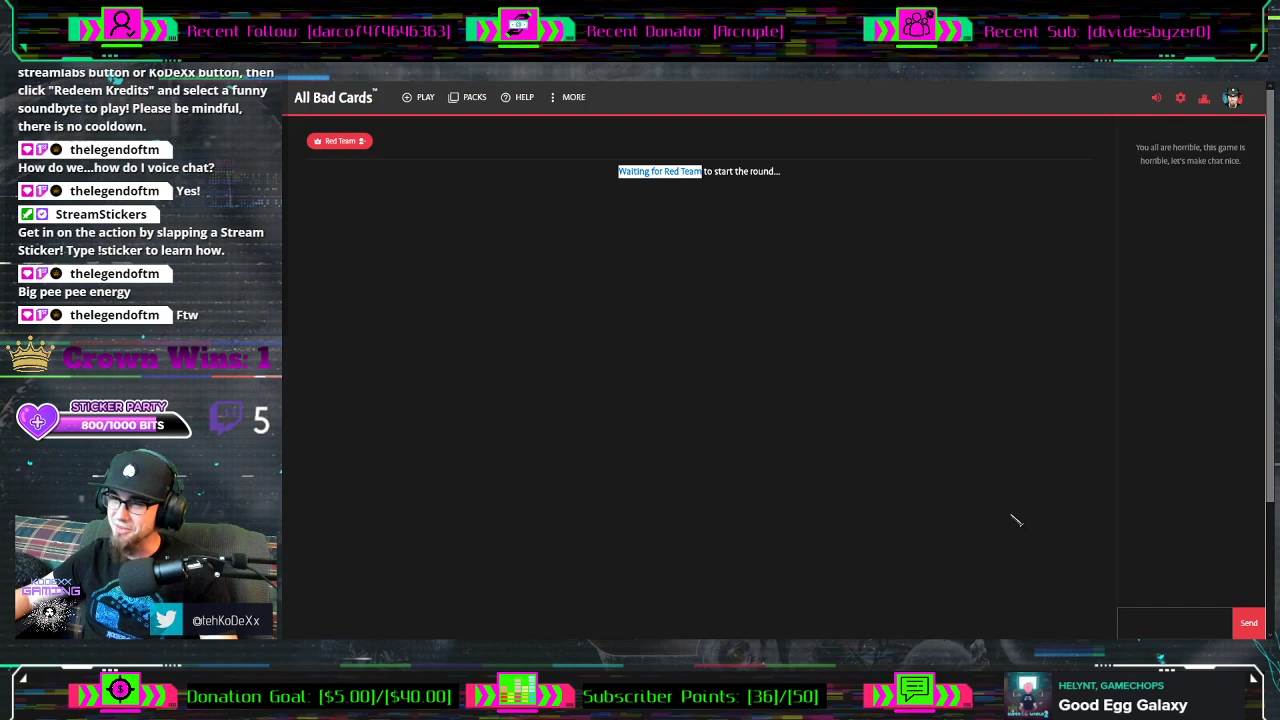 Recent Follow: [darco7474646363]
Recent Donator: [Arcruple]
Recent Sub: [dividesbyzer0]
streamlabs button or KoDeXx button, then
click "Redeem Kredits" and select a funny
soundbyte to play! Please be mindful,
there is no cooldown.
thelegendoftm
How do we...how do I voice chat?
thelegendoftm Yes!
StreamStickers
Get in on the action by slapping a Stream
Sticker! Type !sticker to learn how.
thelegendoftm
Big pee pee energy
thelegendoftm Ftw
Crown Wins: 1
STICKER PARTY
800/1000 BITS
5
KODEXX
GAMING
@tehKoDeXx
All Bad Cards™
PLAY
PACKS
HELP
MORE
Red Team
Waiting for Red Team to start the round...
You all are horrible, this game is
horrible, let's make chat nice.
Send
Donation Goal: [$5.00]/[$40.00]
Subscriber Points: [36]/[50]
HELYNT, GAMECHOPS
Good Egg Galaxy